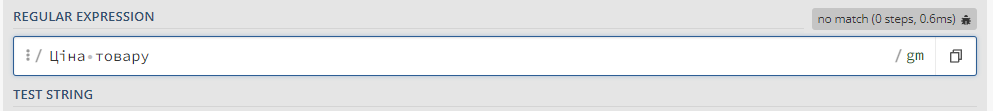 REGULAR EXPRESSION
no match (0 steps, 0.6ms)
/ Ціна товару / gm
TEST STRING